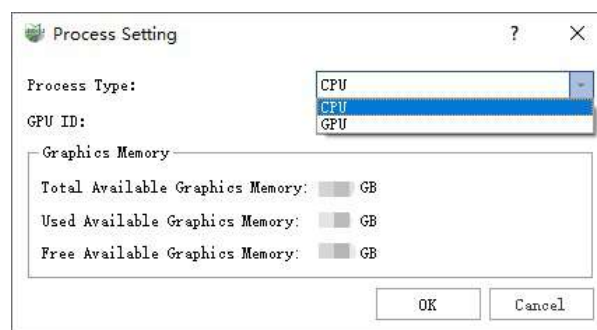 Process Setting
?
Process Type: CPU
CPU
GPU ID:
GPU
Graphics Memory
Total Available Graphics Memory: GB
Used Available Graphics Memory: GB
Free Available Graphics Memory: GB
OK Cancel